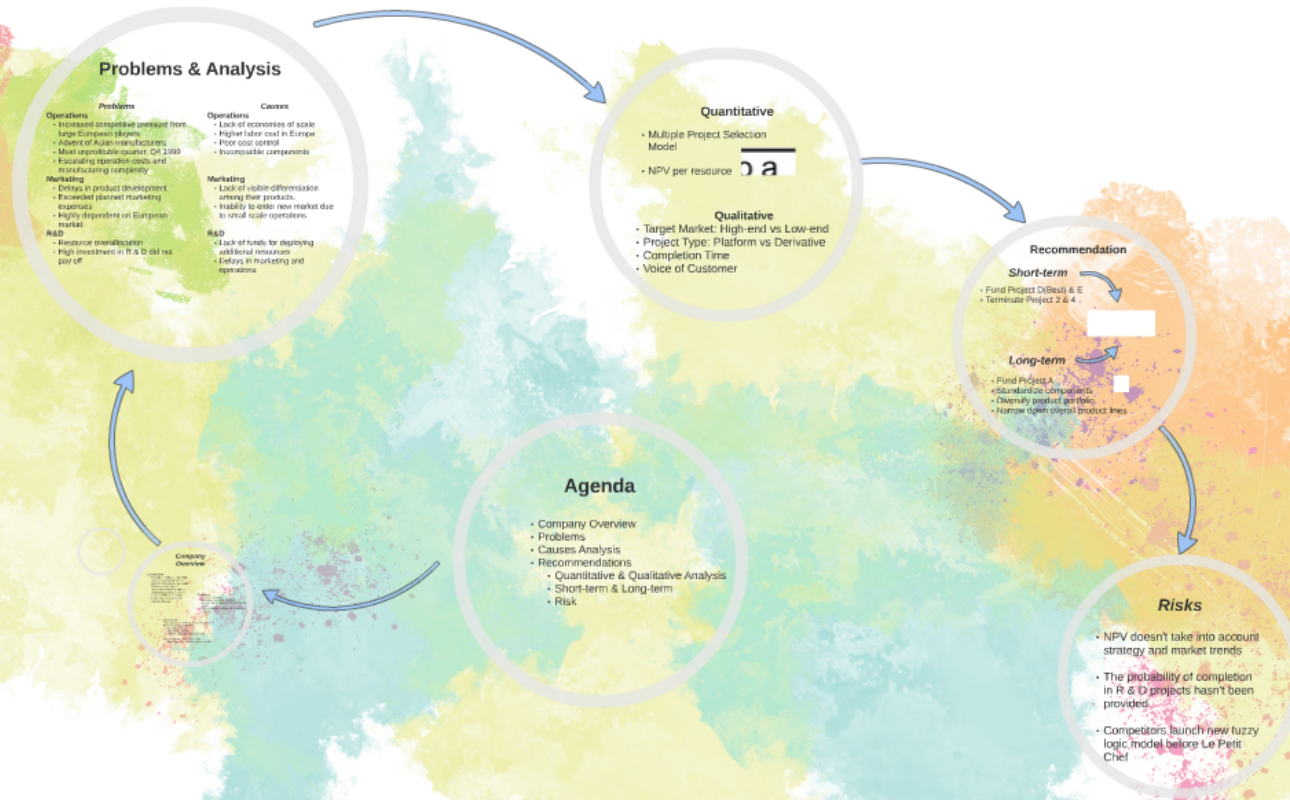 Problems & Analysis
Problems
Operations
- Increased competitive pressure from
large European players
- Advent of Asian manufacturers
- Most unprofitable quarter, Q4 1999
- Escalating operation costs and
manufacturing complexity
Marketing
- Delays in product development
- Exceeded planned marketing
expenses
- Highly dependent on European
market
R&D
- Resource overallocation
- High investment in R & D did not
pay off
Causes
Operations
- Lack of economies of scale
- Higher labor cost in Europe
- Poor cost control
- Incompatible components
Marketing
- Lack of visible differentiation
among their products.
- Inability to enter new market due
to small scale operations
R&D
- Lack of funds for deploying
additional resources
- Delays in marketing and
operations
Quantitative
- Multiple Project Selection
Model
- NPV per resource
Qualitative
- Target Market: High-end vs Low-end
- Project Type: Platform vs Derivative
- Completion Time
- Voice of Customer
Recommendation
Short-term
- Fund Project D(Best) & E
- Terminate Project 2 & 4 .
Long-term
- Fund Project A
- Standardize components
- Diversify product portfolio
- Narrow down overall product lines
Agenda
- Company Overview
- Problems
- Causes Analysis
- Recommendations
- Quantitative & Qualitative Analysis
- Short-term & Long-term
- Risk
Company
Overview
Risks
- NPV doesn't take into account
strategy and market trends
- The probability of completion
in R & D projects hasn't been
provided.
- Competitors launch new fuzzy
logic model before Le Petit
Chef